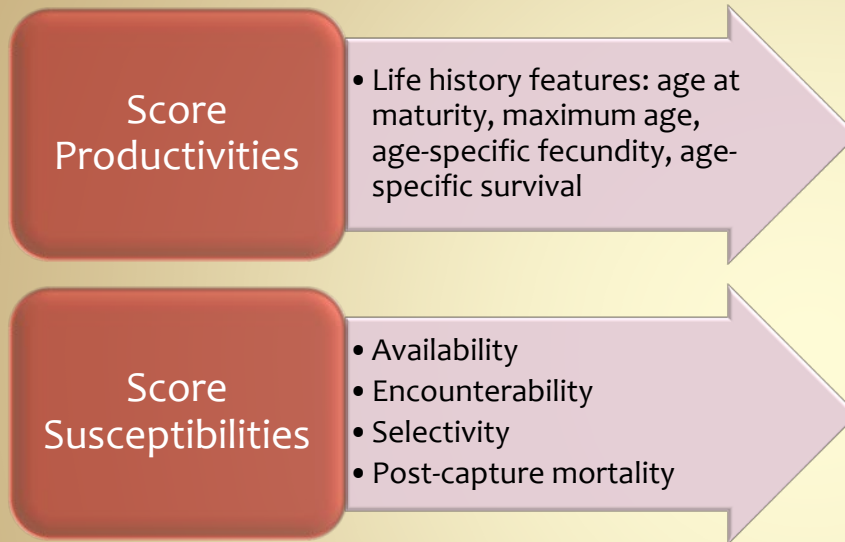 Score
Productivities
• Life history features: age at
maturity, maximum age,
age-specific fecundity, age-
specific survival
Score
Susceptibilities
• Availability
• Encounterability
• Selectivity
• Post-capture mortality